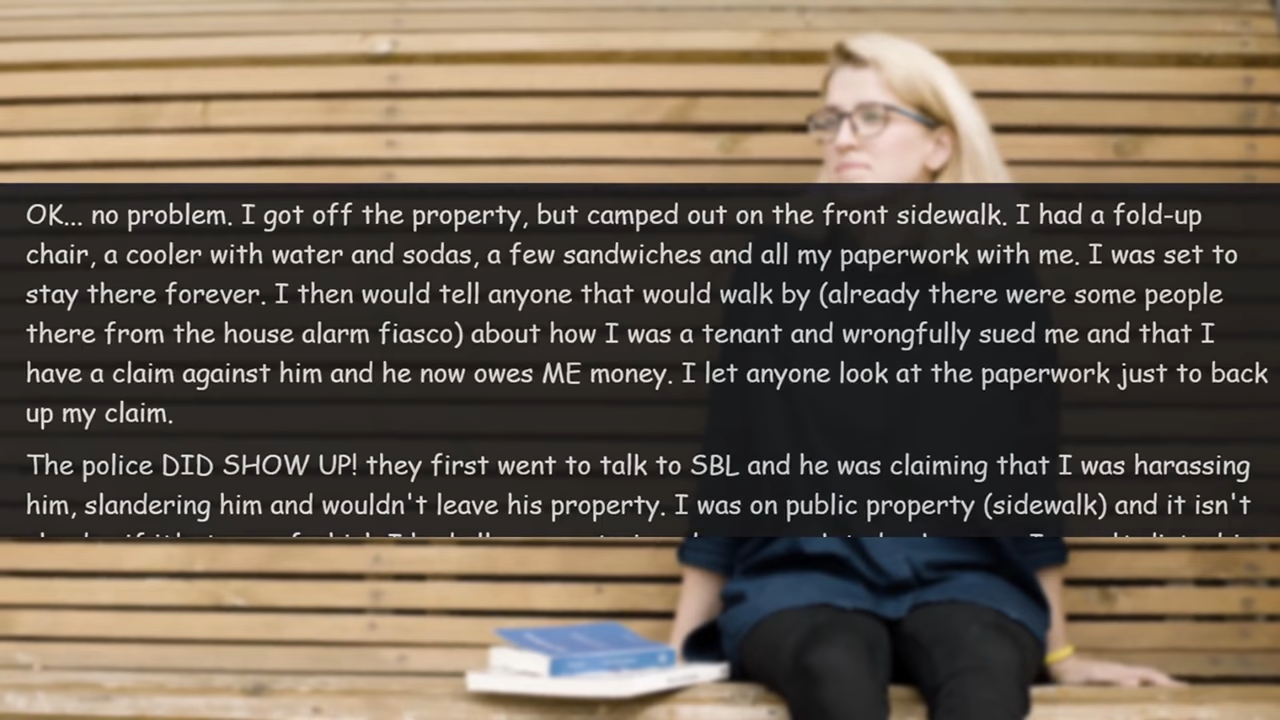 OK... no problem. I got off the property, but camped out on the front sidewalk. I had a fold-up
chair, a cooler with water and sodas, a few sandwiches and all my paperwork with me. I was set to
stay there forever. I then would tell anyone that would walk by (already there were some people
there from the house alarm fiasco) about how I was a tenant and wrongfully sued me and that I
have a claim against him and he now owes ME money. I let anyone look at the paperwork just to back
up my claim.
The police DID SHOW UP! they first went to talk to SBL and he was claiming that I was harassing
him, slandering him and wouldn't leave his property. I was on public property (sidewalk) and it isn't